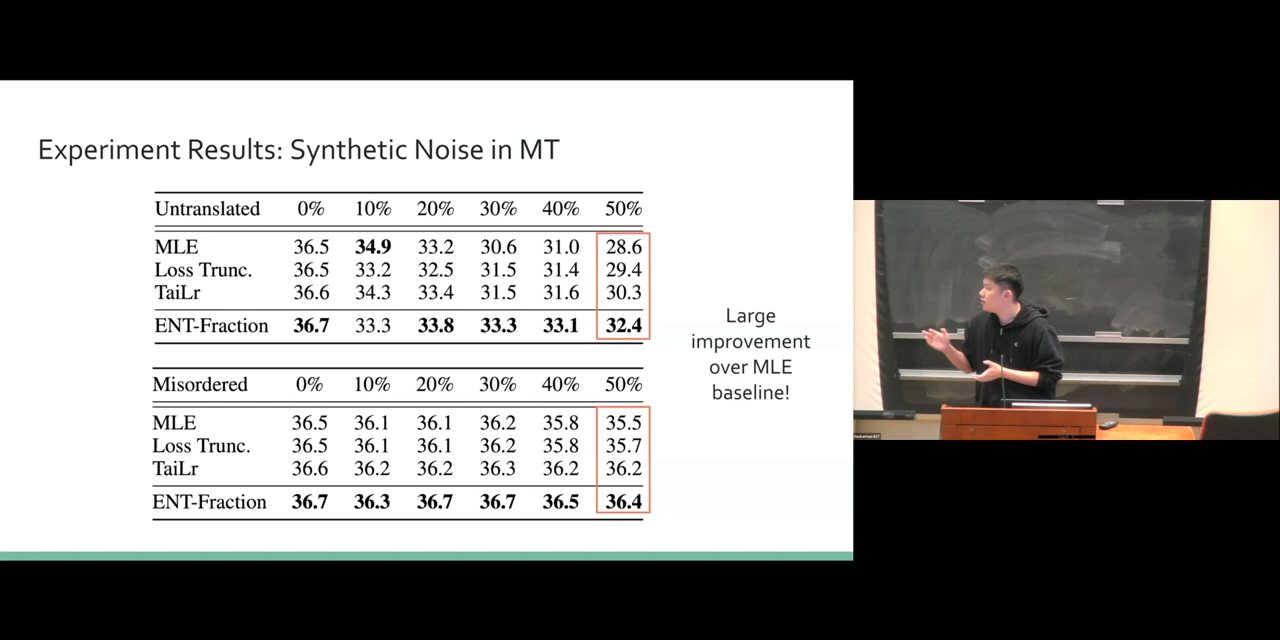 Experiment Results: Synthetic Noise in MT
Untranslated 0% 10% 20% 30% 40% 50%
MLE 36.5 34.9 33.2 30.6 31.0 28.6
Loss Trunc. 36.5 33.2 32.5 31.5 31.4 29.4
TaiLr 36.6 34.3 33.4 31.5 31.6 30.3
ENT-Fraction 36.7 33.3 33.8 33.3 33.1 32.4
Misordered 0% 10% 20% 30% 40% 50%
MLE 36.5 36.1 36.1 36.2 35.8 35.5
Loss Trunc. 36.5 36.1 36.1 36.2 35.8 35.7
TaiLr 36.6 36.2 36.2 36.3 36.2 36.2
ENT-Fraction 36.7 36.3 36.7 36.7 36.5 36.4
Large
improvement
over MLE
baseline!